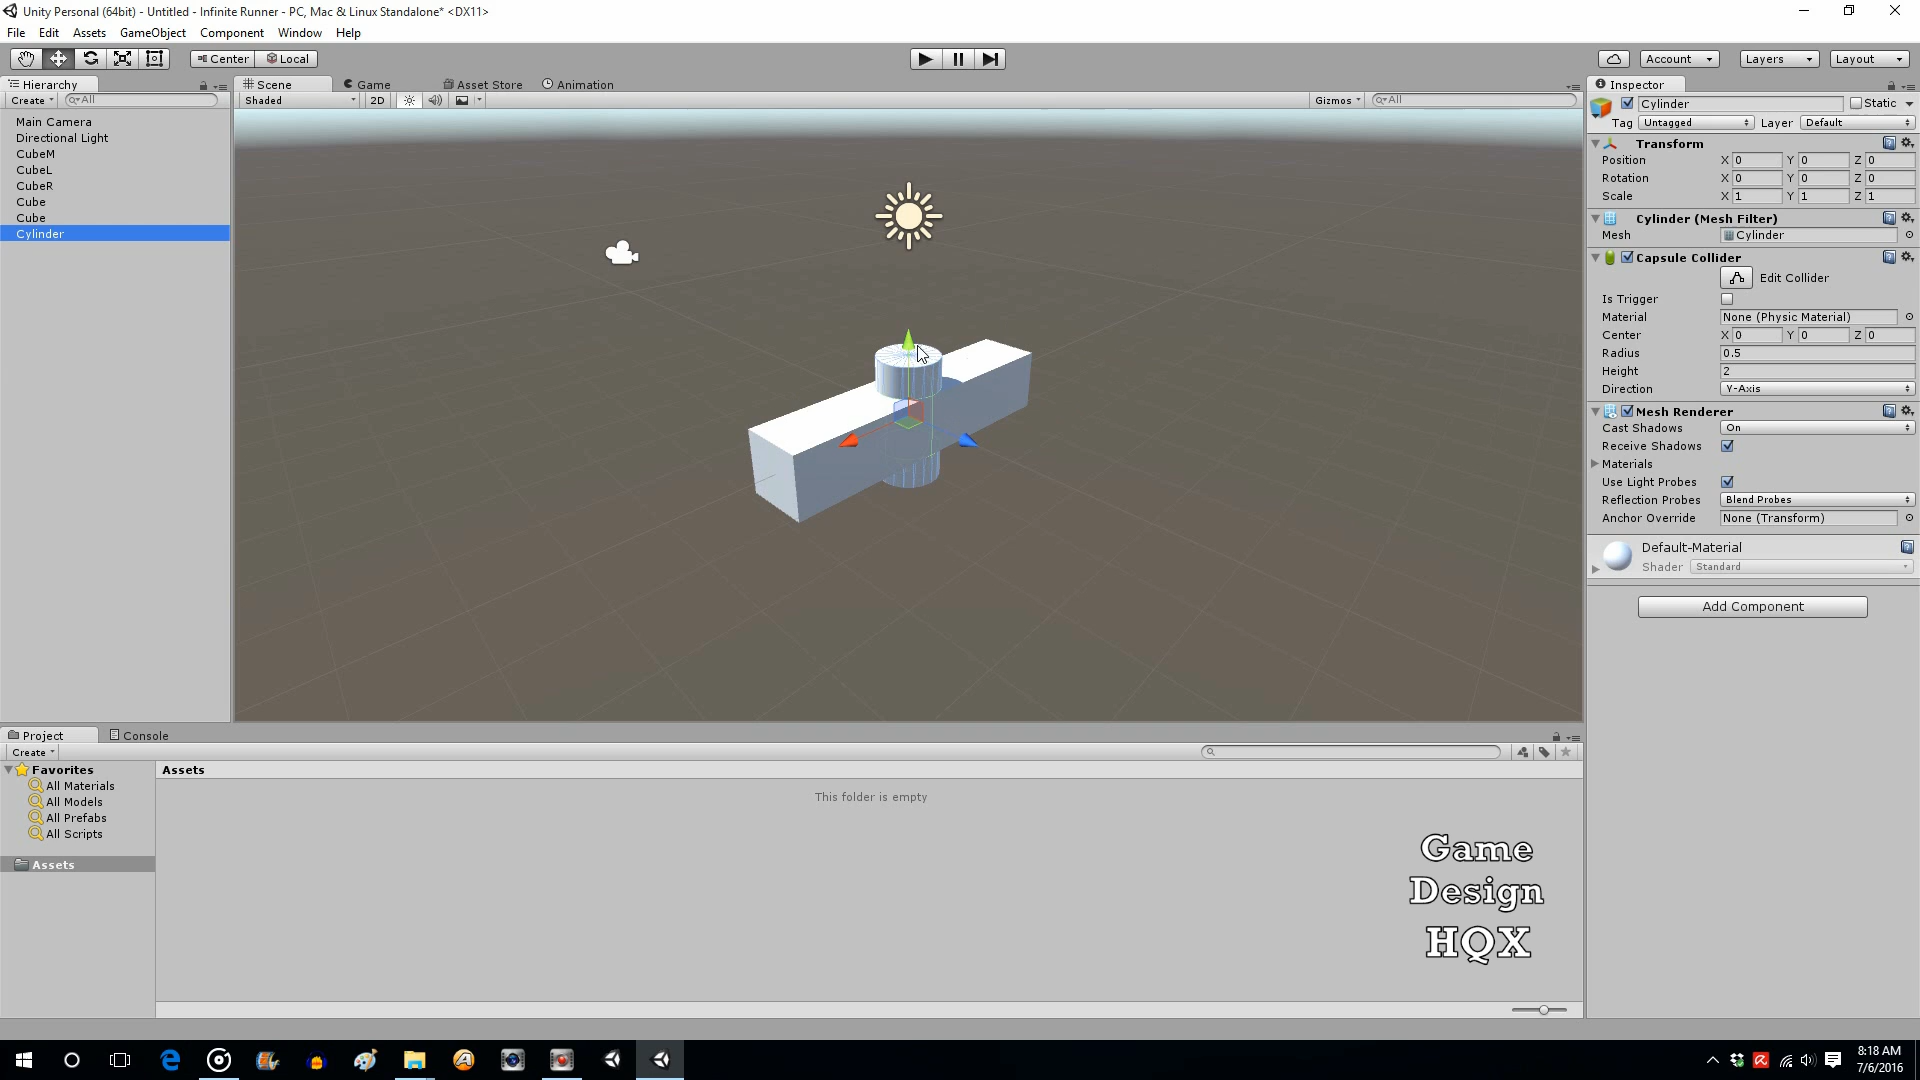 Unity Personal (64bit) - Untitled - Infinite Runner - PC, Mac & Linux Standalone* <DX11>
File Edit Assets GameObject Component Window Help
Center Local Account Layers Layout
Hierarchy
Create All
Main Camera
Directional Light
CubeM
CubeL
CubeR
Cube
Cube
Cylinder
Scene Game Asset Store Animation
Shaded 2D Gizmos All
Inspector
Cylinder Static
Tag Untagged Layer Default
Transform
Position X 0 Y 0 Z 0
Rotation X 0 Y 0 Z 0
Scale X 1 Y 1 Z 1
Cylinder (Mesh Filter)
Mesh Cylinder
Capsule Collider
Edit Collider
Is Trigger
Material None (Physic Material)
Center X 0 Y 0 Z 0
Radius 0.5
Height 2
Direction Y-Axis
Mesh Renderer
Cast Shadows On
Receive Shadows
Materials
Use Light Probes
Reflection Probes Blend Probes
Anchor Override None (Transform)
Default-Material
Shader Standard
Add Component
Project Console
Create
Favorites
All Materials
All Models
All Prefabs
All Scripts
Assets
Assets
This folder is empty
Game
Design
HQX
8:18 AM
7/6/2016